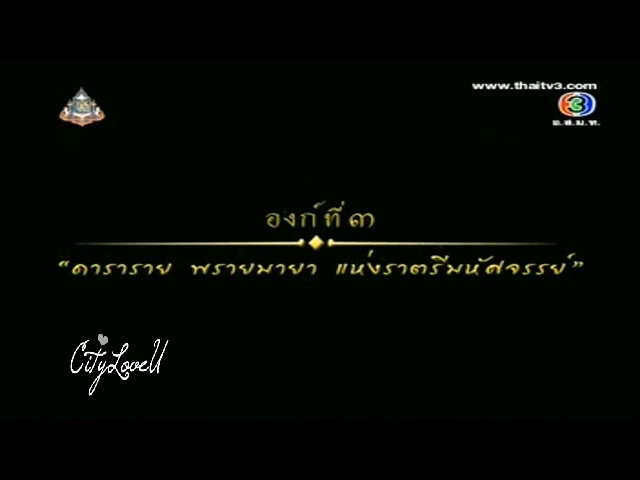 www.thaitv3.com
3
อ.ส.ม.ท.
องก์ที่ ๓
“ดาราราย พรายมายา แห่งราตรีมหัศจรรย์”
CityLoveU